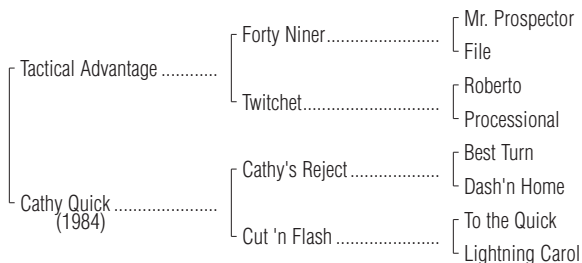 Mr. Prospector
Forty Niner.............................
File
Tactical Advantage ............
Roberto
Twitchet...................................
Processional
Best Turn
Cathy's Reject.......................
Dash'n Home
Cathy Quick ...........................
(1984)
To the Quick
Cut 'n Flash ..........................
Lightning Carol